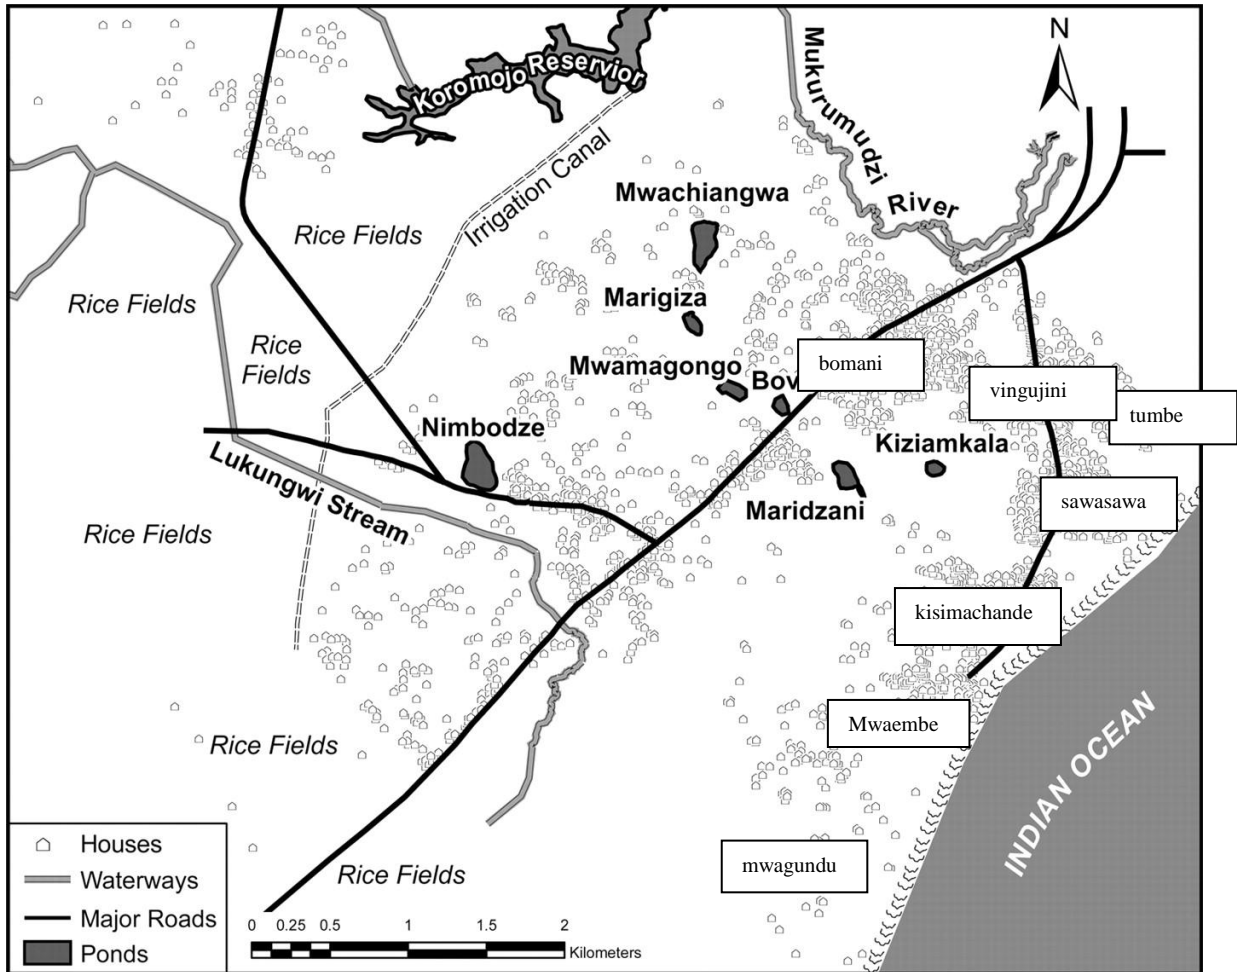 N
Koromojo Reservior
Mukurumudzi River
Irrigation Canal
Mwachiangwa
Rice Fields
Rice Fields
Marigiza
Rice
Fields
Mwamagongo
Bov
bomani
vingujini
tumbe
Nimbodze
Kiziamkala
Lukungwi Stream
Maridzani
sawasawa
Rice Fields
kisimachande
Mwaembe
Rice Fields
INDIAN OCEAN
mwagundu
Rice Fields
Houses
Waterways
Major Roads
Ponds
0 0.25 0.5 1 1.5 2
Kilometers